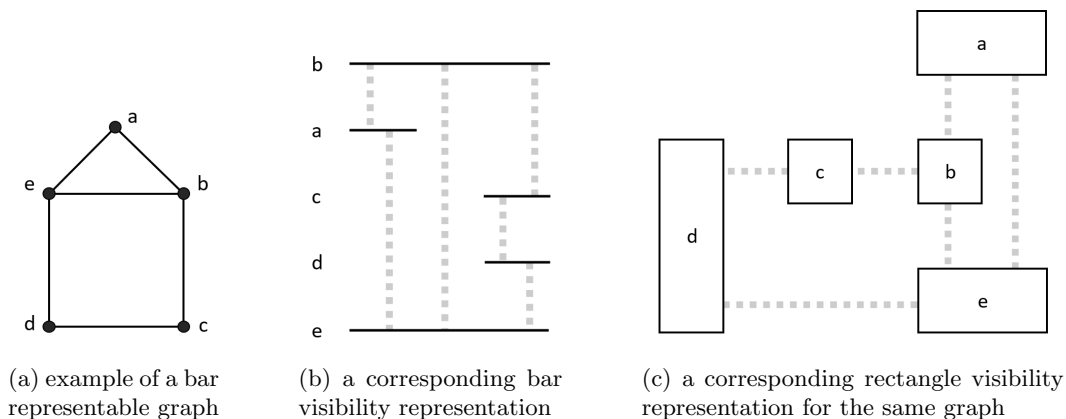 a
e
b
d
c
b
a
c
d
e
a
c
b
d
e
(a) example of a bar
representable graph
(b) a corresponding bar
visibility representation
(c) a corresponding rectangle visibility
representation for the same graph